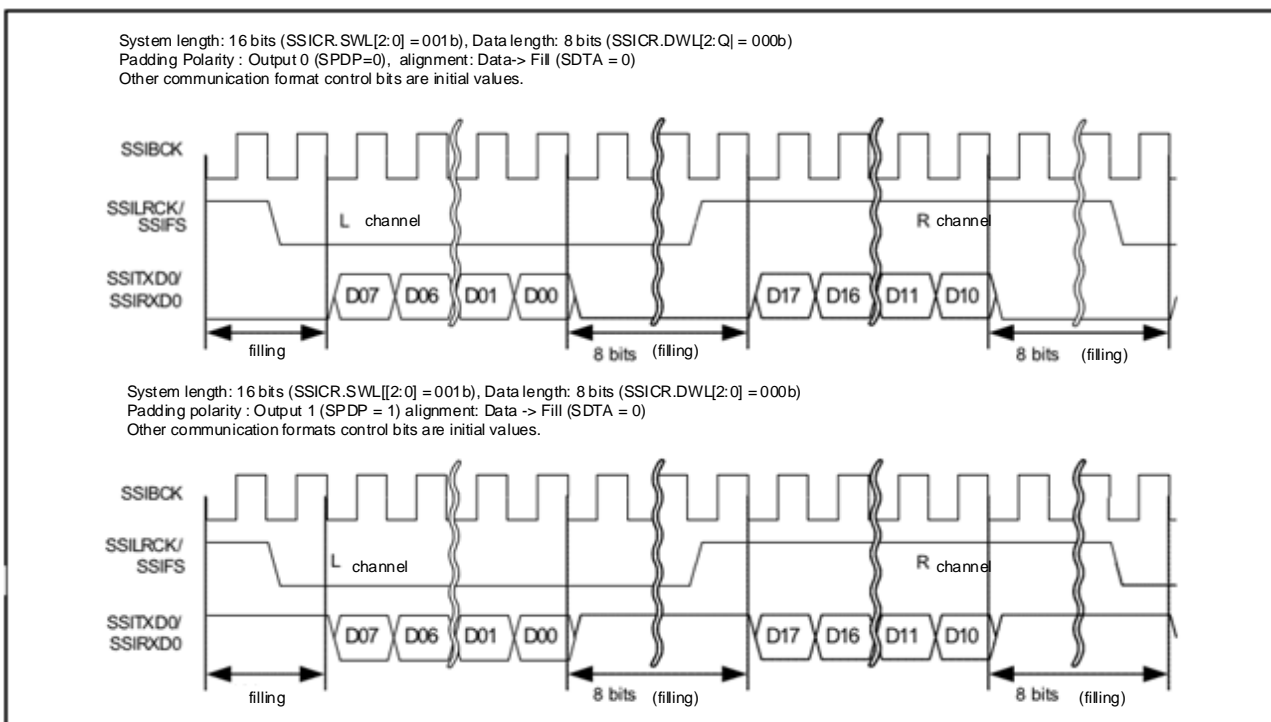 System length: 16 bits (SSICR.SWL[2:0] = 001b), Data length: 8 bits (SSICR.DWL[2:Q| = 000b)
Padding Polarity : Output 0 (SPDP=0), alignment: Data-> Fill (SDTA = 0)
Other communication format control bits are initial values.
SSIBCK
SSILRCK/
SSIFS
L channel
R channel
SSITXD0/
SSIRXD0
D07 D06 D01 D00 D17 D16 D11 D10
filling
8 bits (filling)
8 bits (filling)
System length: 16 bits (SSICR.SWL[[2:0] = 001b), Data length: 8 bits (SSICR.DWL[2:0] = 000b)
Padding polarity : Output 1 (SPDP = 1) alignment: Data -> Fill (SDTA = 0)
Other communication formats control bits are initial values.
SSIBCK
SSILRCK/
SSIFS
L channel
R channel
SSITXD0/
SSIRXD0
D07 D06 D01 D00 D17 D16 D11 D10
filling
8 bits (filling)
8 bits (filling)